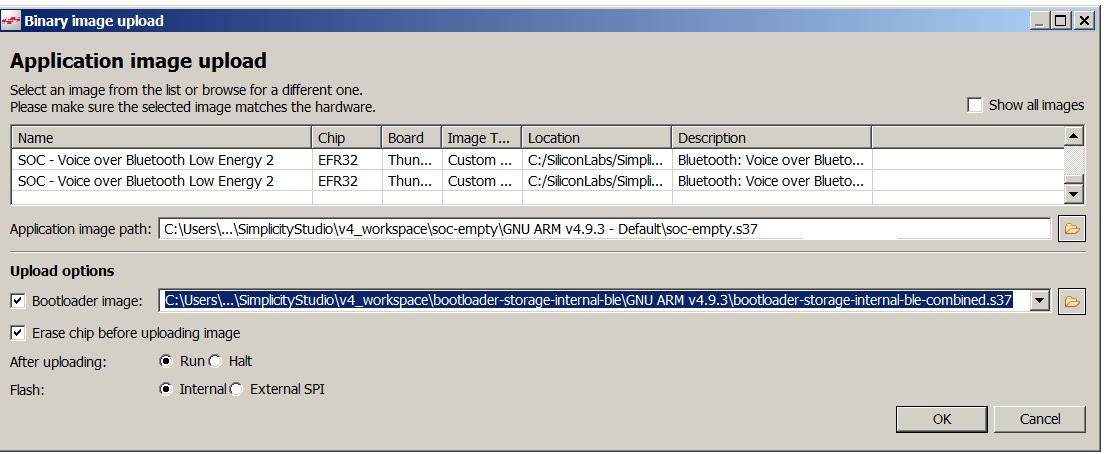 Binary image upload
Application image upload
Select an image from the list or browse for a different one.
Please make sure the selected image matches the hardware.
Show all images
Name Chip Board Image T... Location Description
SOC - Voice over Bluetooth Low Energy 2 EFR32 Thun... Custom ... C:/SiliconLabs/Simpli... Bluetooth: Voice over Blueto...
SOC - Voice over Bluetooth Low Energy 2 EFR32 Thun... Custom ... C:/SiliconLabs/Simpli... Bluetooth: Voice over Blueto...
Application image path: C:\Users\...\SimplicityStudio\v4_workspace\soc-empty\GNU ARM v4.9.3 - Default\soc-empty.s37
Upload options
Bootloader image: C:\Users\...\SimplicityStudio\v4_workspace\bootloader-storage-internal-ble\GNU ARM v4.9.3\bootloader-storage-internal-ble-combined.s37
Erase chip before uploading image
After uploading: Run Halt
Flash: Internal External SPI
OK Cancel